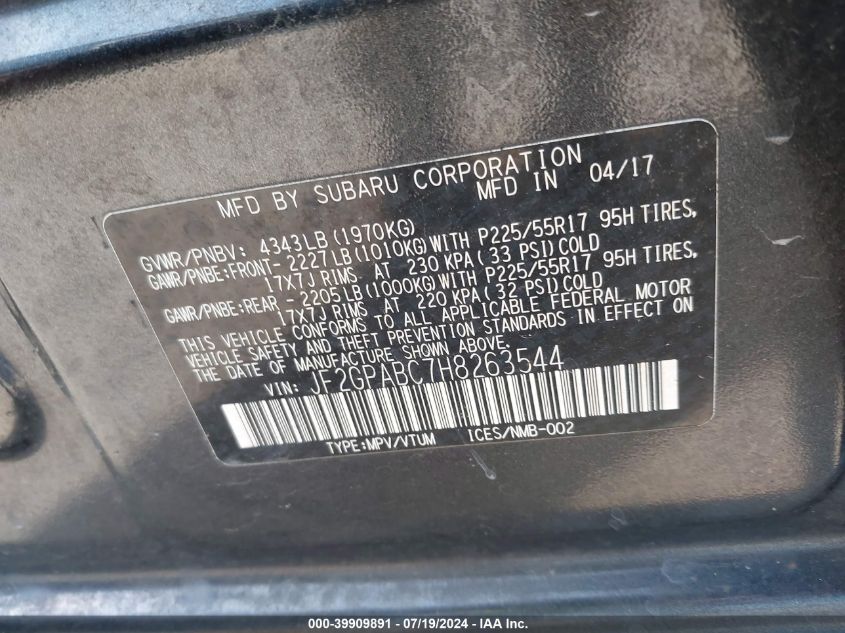 MFD BY SUBARU CORPORATION
MFD IN 04/17
GVWR/PNBV: 4343LB(1970KG)
GAWR/PNBE:FRONT-2227LB(1010KG)WITH P225/55R17 95H TIRES,
17X7J RIMS AT 230 KPA(33 PSI)COLD
GAWR/PNBE:REAR -2205LB(1000KG)WITH P225/55R17 95H TIRES,
17X7J RIMS AT 220 KPA(32 PSI)COLD
THIS VEHICLE CONFORMS TO ALL APPLICABLE FEDERAL MOTOR
VEHICLE SAFETY AND THEFT PREVENTION STANDARDS IN EFFECT ON
THE DATE OF MANUFACTURE SHOWN ABOVE.
VIN: JF2GPABC7H8263544
TYPE:MPV/VTUM ICES/NMB-002
000-39909891 / 07/19/2024 - © IAA, Inc.